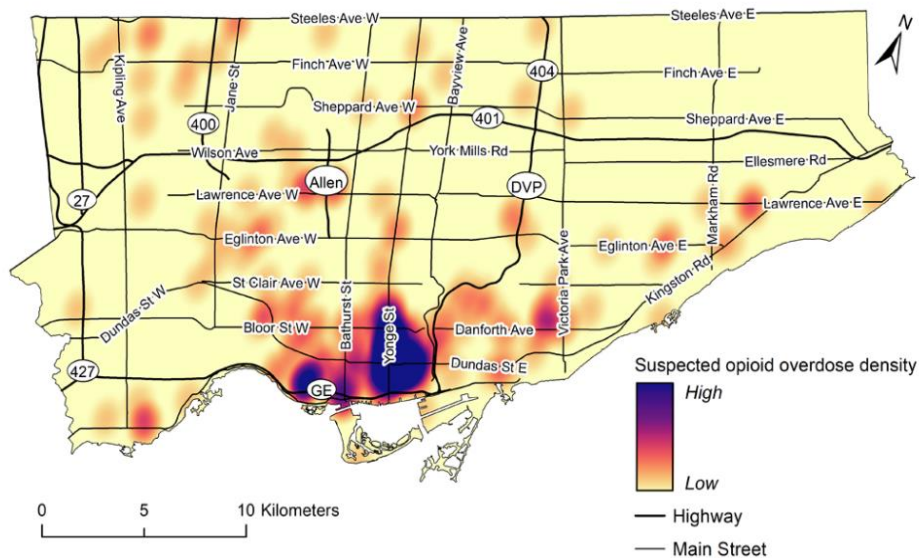 Steeles Ave W
Steeles Ave E
N
Kipling Ave
Jane St
Bayview Ave
Finch Ave W
404
Finch Ave E
Sheppard Ave W
400
401
Sheppard Ave E
Wilson Ave
York Mills Rd
Ellesmere Rd
27
Allen
DVP
Markham Rd
Lawrence Ave W
Lawrence Ave E
Eglinton Ave W
Eglinton Ave E
Victoria Park Ave
Kingston Rd
St Clair Ave W
Dundas St W
Bathurst St
Yonge St
Bloor St W
Danforth Ave
427
Dundas St E
GE
Suspected opioid overdose density
High
Low
0 5 10 Kilometers
Highway
Main Street